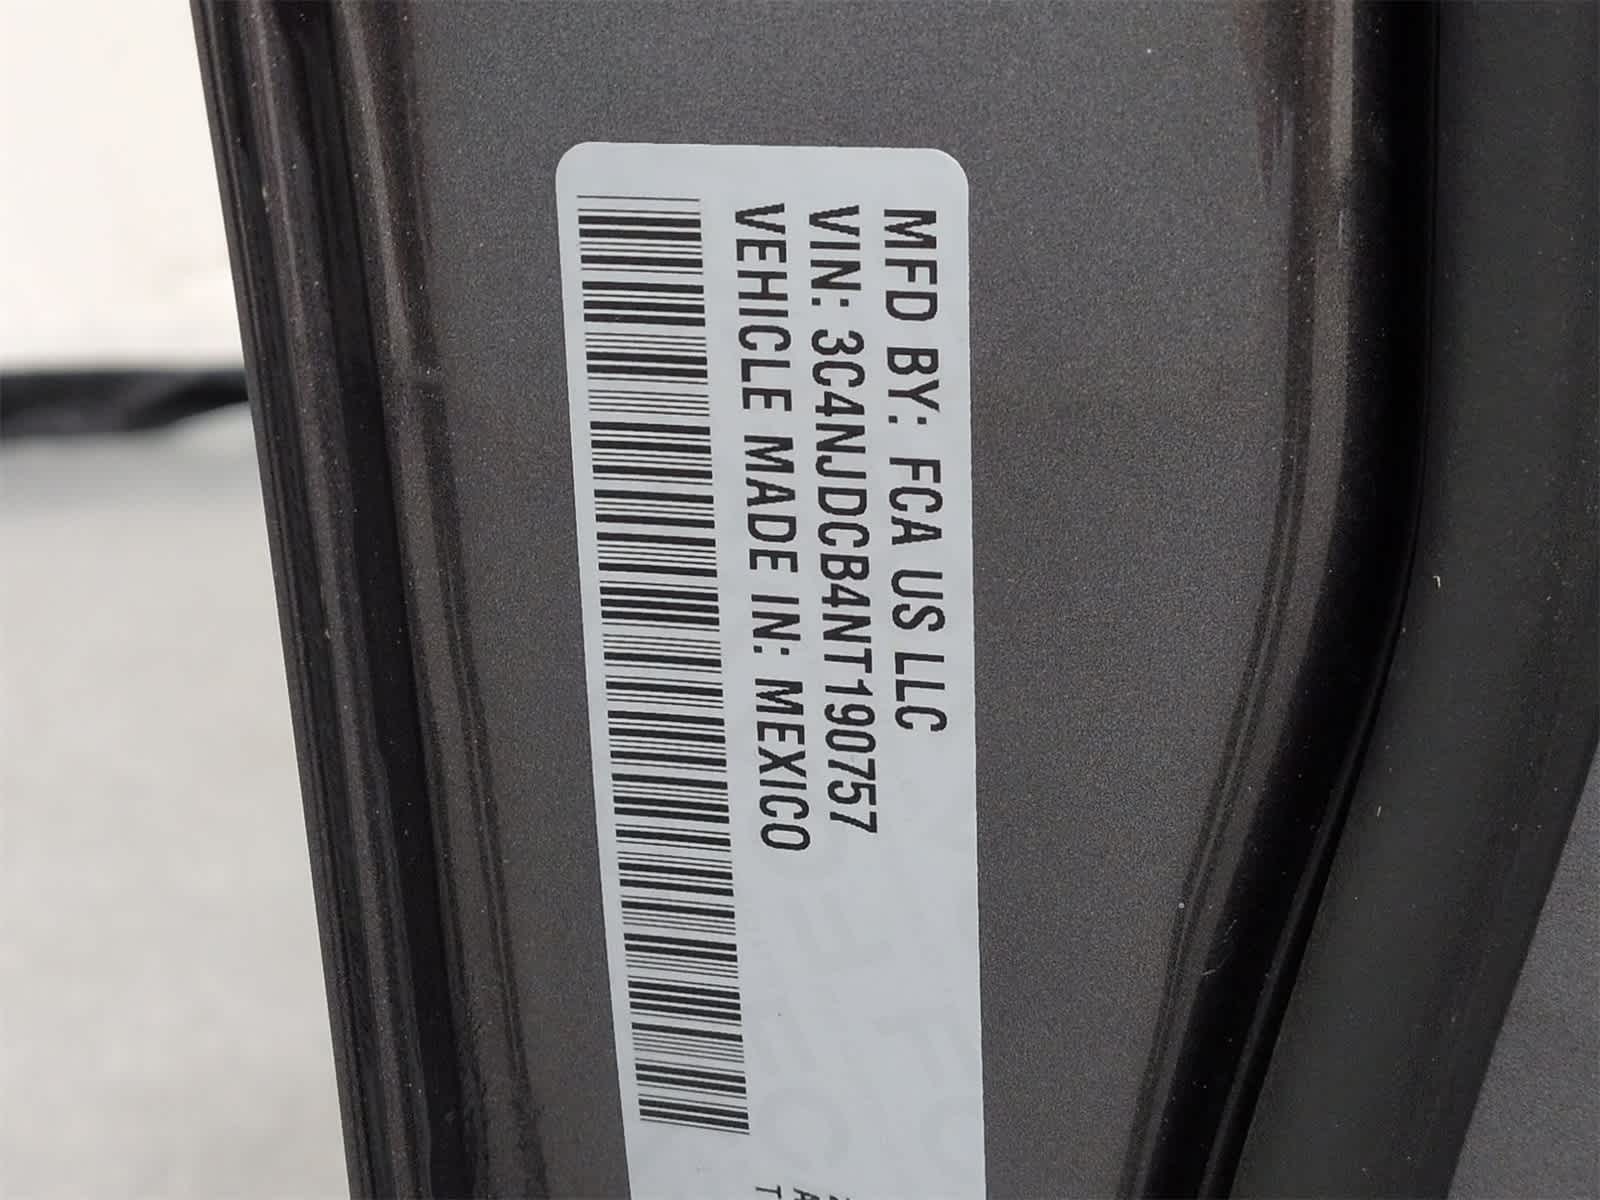 MFD BY: FCA US LLC
VIN: 3C4NJDCB4NT190757
VEHICLE MADE IN: MEXICO